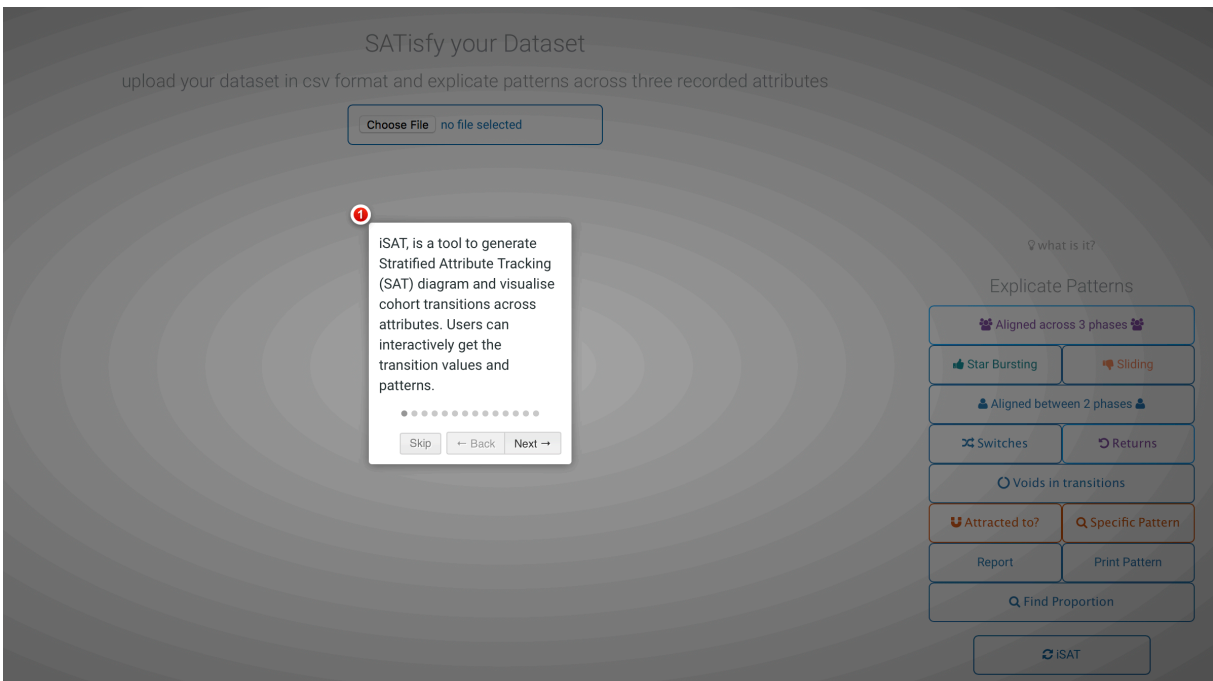 SATisfy your Dataset
upload your dataset in csv format and explicate patterns across three recorded attributes
Choose File no file selected
1
iSAT, is a tool to generate
Stratified Attribute Tracking
(SAT) diagram and visualise
cohort transitions across
attributes. Users can
interactively get the
transition values and
patterns.
Skip ← Back Next →
what is it?
Explicate Patterns
Aligned across 3 phases
Star Bursting Sliding
Aligned between 2 phases
Switches Returns
Voids in transitions
Attracted to? Specific Pattern
Report Print Pattern
Find Proportion
iSAT